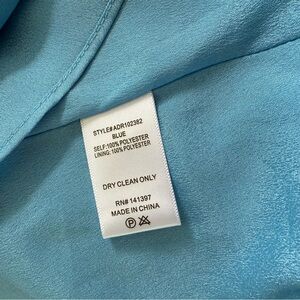 STYLE#ADR102382
BLUE
SELF:100% POLYESTER
LINING: 100% POLYESTER
DRY CLEAN ONLY
RN# 141397
MADE IN CHINA
P